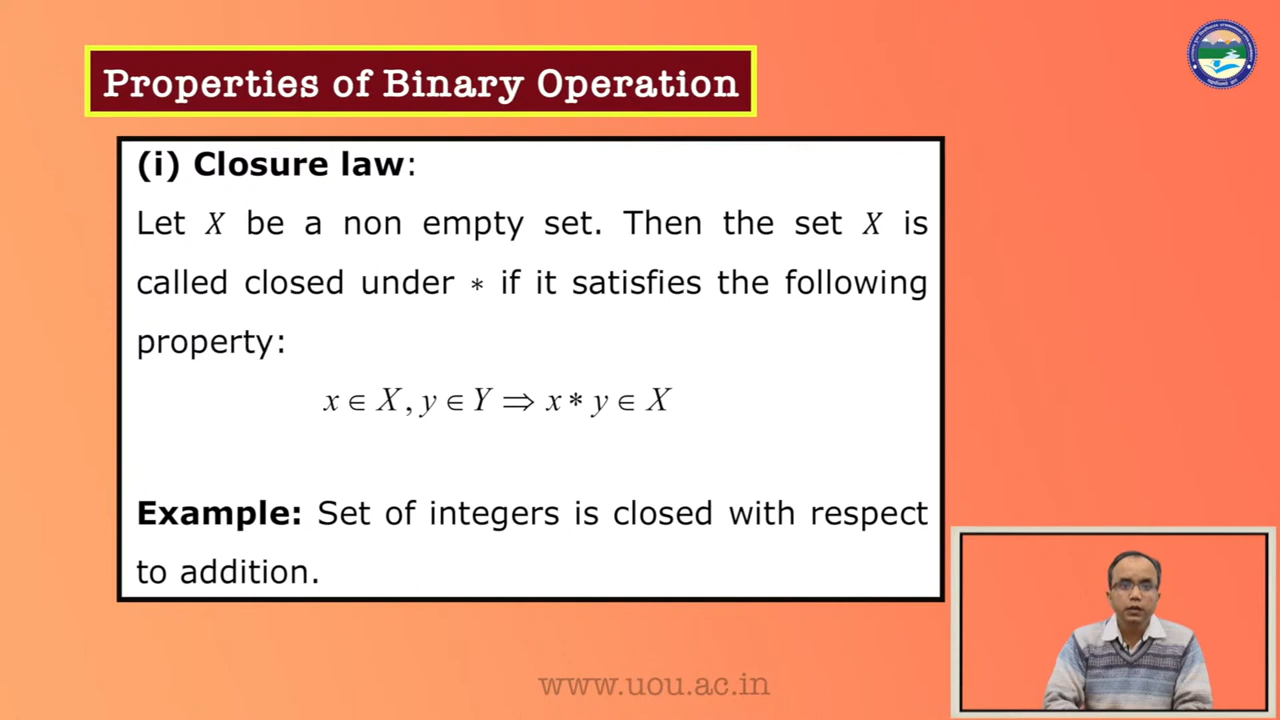 Properties of Binary Operation
(i) Closure law:
Let X be a non empty set. Then the set X is
called closed under * if it satisfies the following
property:
x ∈ X, y ∈ Y ⇒ x * y ∈ X
Example: Set of integers is closed with respect
to addition.
www.uou.ac.in